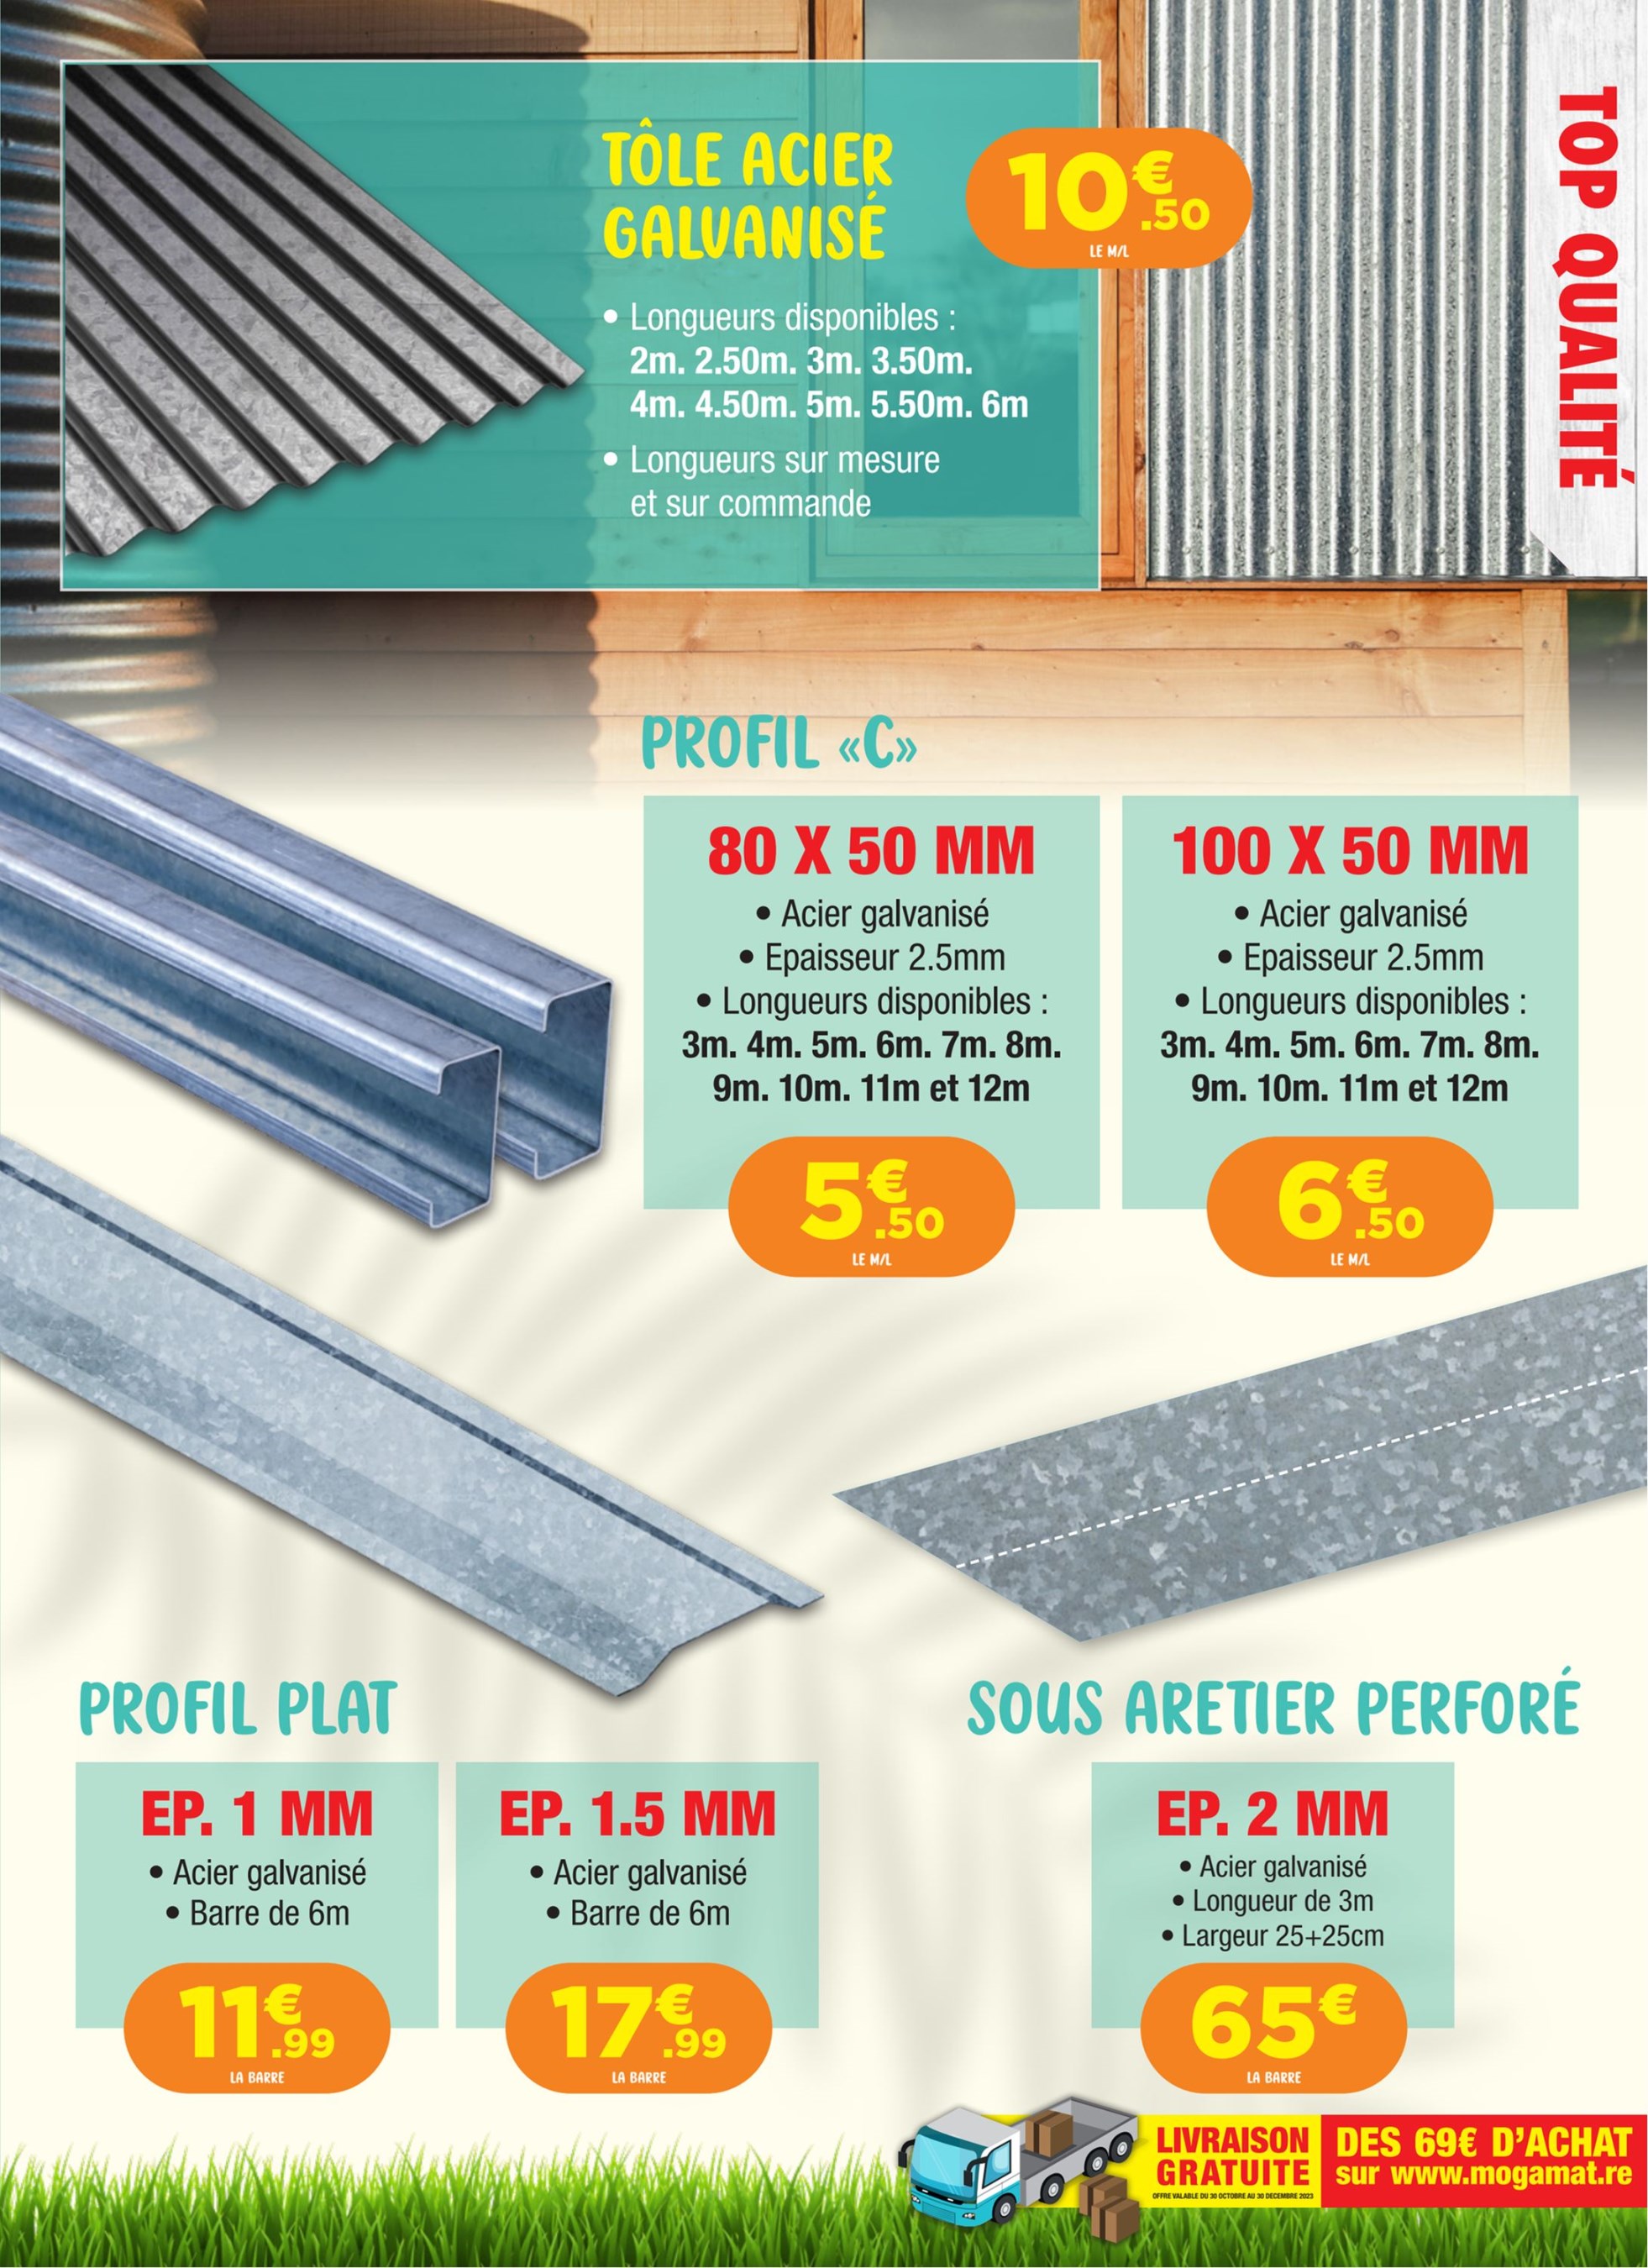 TOP QUALITÉ
TÔLE ACIER
GALVANISÉ
10€.50
LE M/L
• Longueurs disponibles :
2m. 2.50m. 3m. 3.50m.
4m. 4.50m. 5m. 5.50m. 6m
• Longueurs sur mesure
et sur commande
PROFIL «C»
80 X 50 MM
• Acier galvanisé
• Epaisseur 2.5mm
• Longueurs disponibles :
3m. 4m. 5m. 6m. 7m. 8m.
9m. 10m. 11m et 12m
5€.50
LE M/L
100 X 50 MM
• Acier galvanisé
• Epaisseur 2.5mm
• Longueurs disponibles :
3m. 4m. 5m. 6m. 7m. 8m.
9m. 10m. 11m et 12m
6€.50
LE M/L
PROFIL PLAT
EP. 1 MM
• Acier galvanisé
• Barre de 6m
11€.99
LA BARRE
EP. 1.5 MM
• Acier galvanisé
• Barre de 6m
17€.99
LA BARRE
SOUS ARETIER PERFORÉ
EP. 2 MM
• Acier galvanisé
• Longueur de 3m
• Largeur 25+25cm
65€
LA BARRE
LIVRAISON
GRATUITE
OFFRE VALABLE DU 30 OCTOBRE AU 30 DECEMBRE 2023
DES 69€ D'ACHAT
sur www.mogamat.re